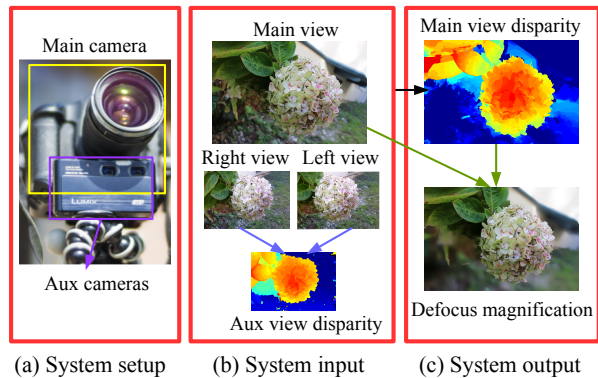 Main camera
LUMIX
Aux cameras
(a) System setup
Main view
Right view
Left view
Aux view disparity
(b) System input
Main view disparity
Defocus magnification
(c) System output